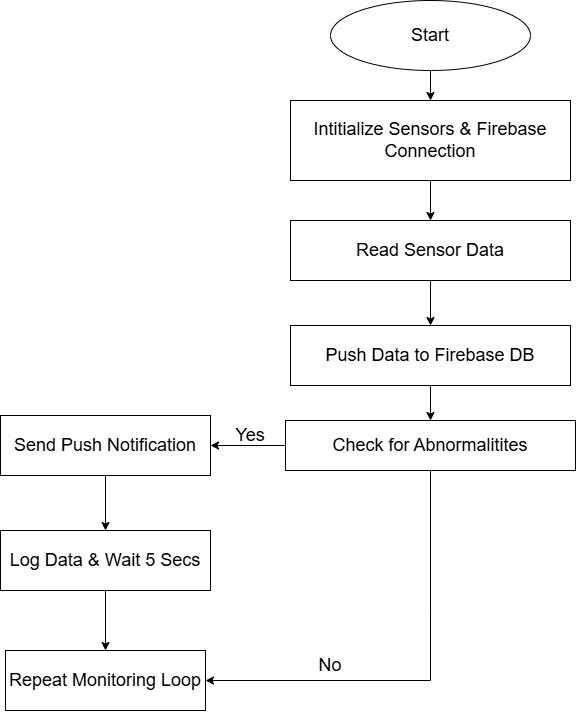 Start
Intitialize Sensors & Firebase
Connection
Read Sensor Data
Push Data to Firebase DB
Check for Abnormalitites
Yes
Send Push Notification
Log Data & Wait 5 Secs
No
Repeat Monitoring Loop